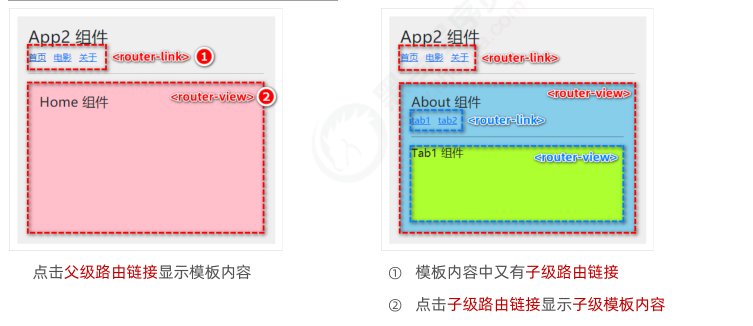 App2 组件
首页 电影 关于 <router-link> 1
<router-view> 2
Home 组件
点击父级路由链接显示模板内容
App2 组件
首页 电影 关于 <router-link>
<router-view>
About 组件
tab1 tab2 <router-link>
Tab1 组件
<router-view>
① 模板内容中又有子级路由链接
② 点击子级路由链接显示子级模板内容